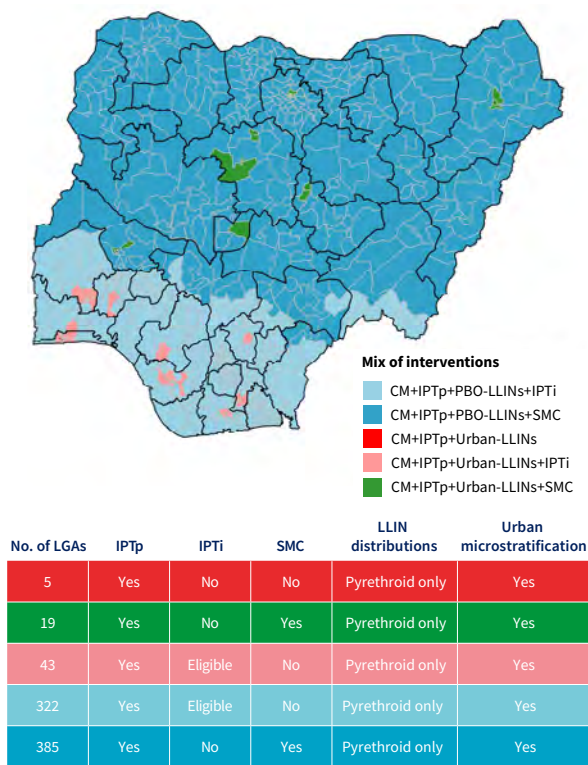 Mix of interventions
CM+IPTp+PBO-LLINs+IPTi
CM+IPTp+PBO-LLINs+SMC
CM+IPTp+Urban-LLINs
CM+IPTp+Urban-LLINs+IPTi
CM+IPTp+Urban-LLINs+SMC
No. of LGAs IPTp IPTi SMC LLIN distributions Urban microstratification
5 Yes No No Pyrethroid only Yes
19 Yes No Yes Pyrethroid only Yes
43 Yes Eligible No Pyrethroid only Yes
322 Yes Eligible No Pyrethroid only Yes
385 Yes No Yes Pyrethroid only Yes